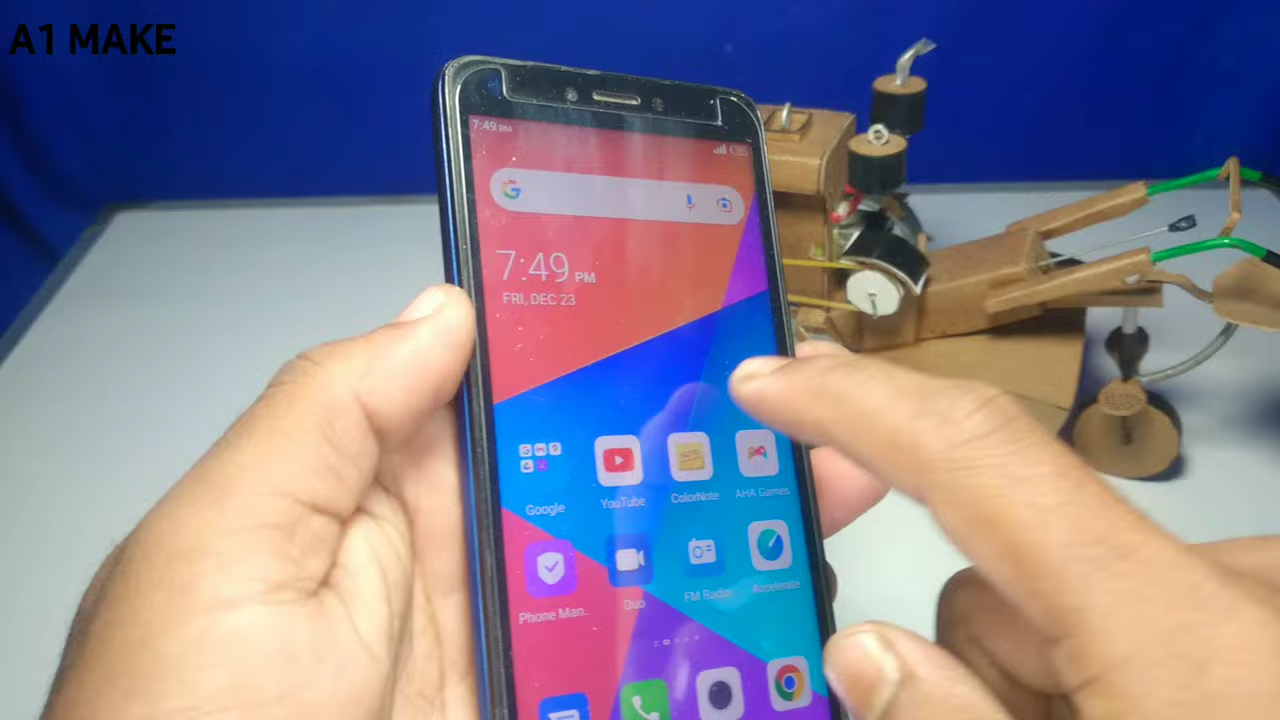 A1 MAKE
7:49 PM
7:49 PM
FRI, DEC 23
Google
YouTube
ColorNote
AHA Games
Phone Man..
Duo
FM Radio
Accelerate